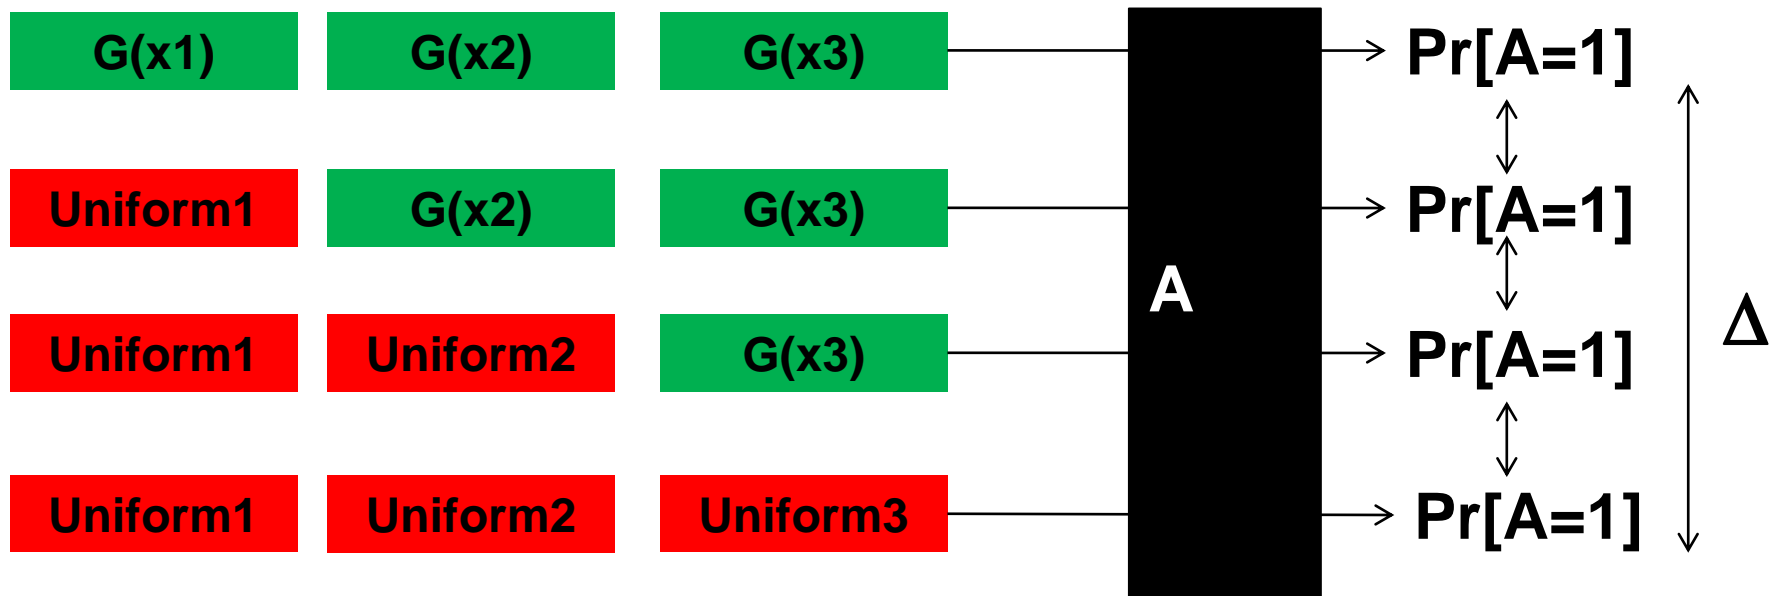 G(x1) G(x2) G(x3) Pr[A=1]
Uniform1 G(x2) G(x3) Pr[A=1]
A
Δ
Uniform1 Uniform2 G(x3) Pr[A=1]
Uniform1 Uniform2 Uniform3 Pr[A=1]